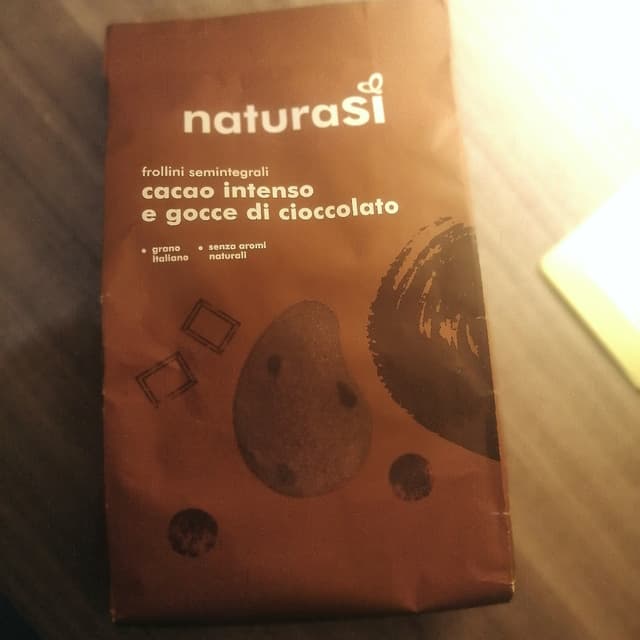 naturasì
frollini semintegrali
cacao intenso
e gocce di cioccolato
grano
italiano
senza aromi
naturali